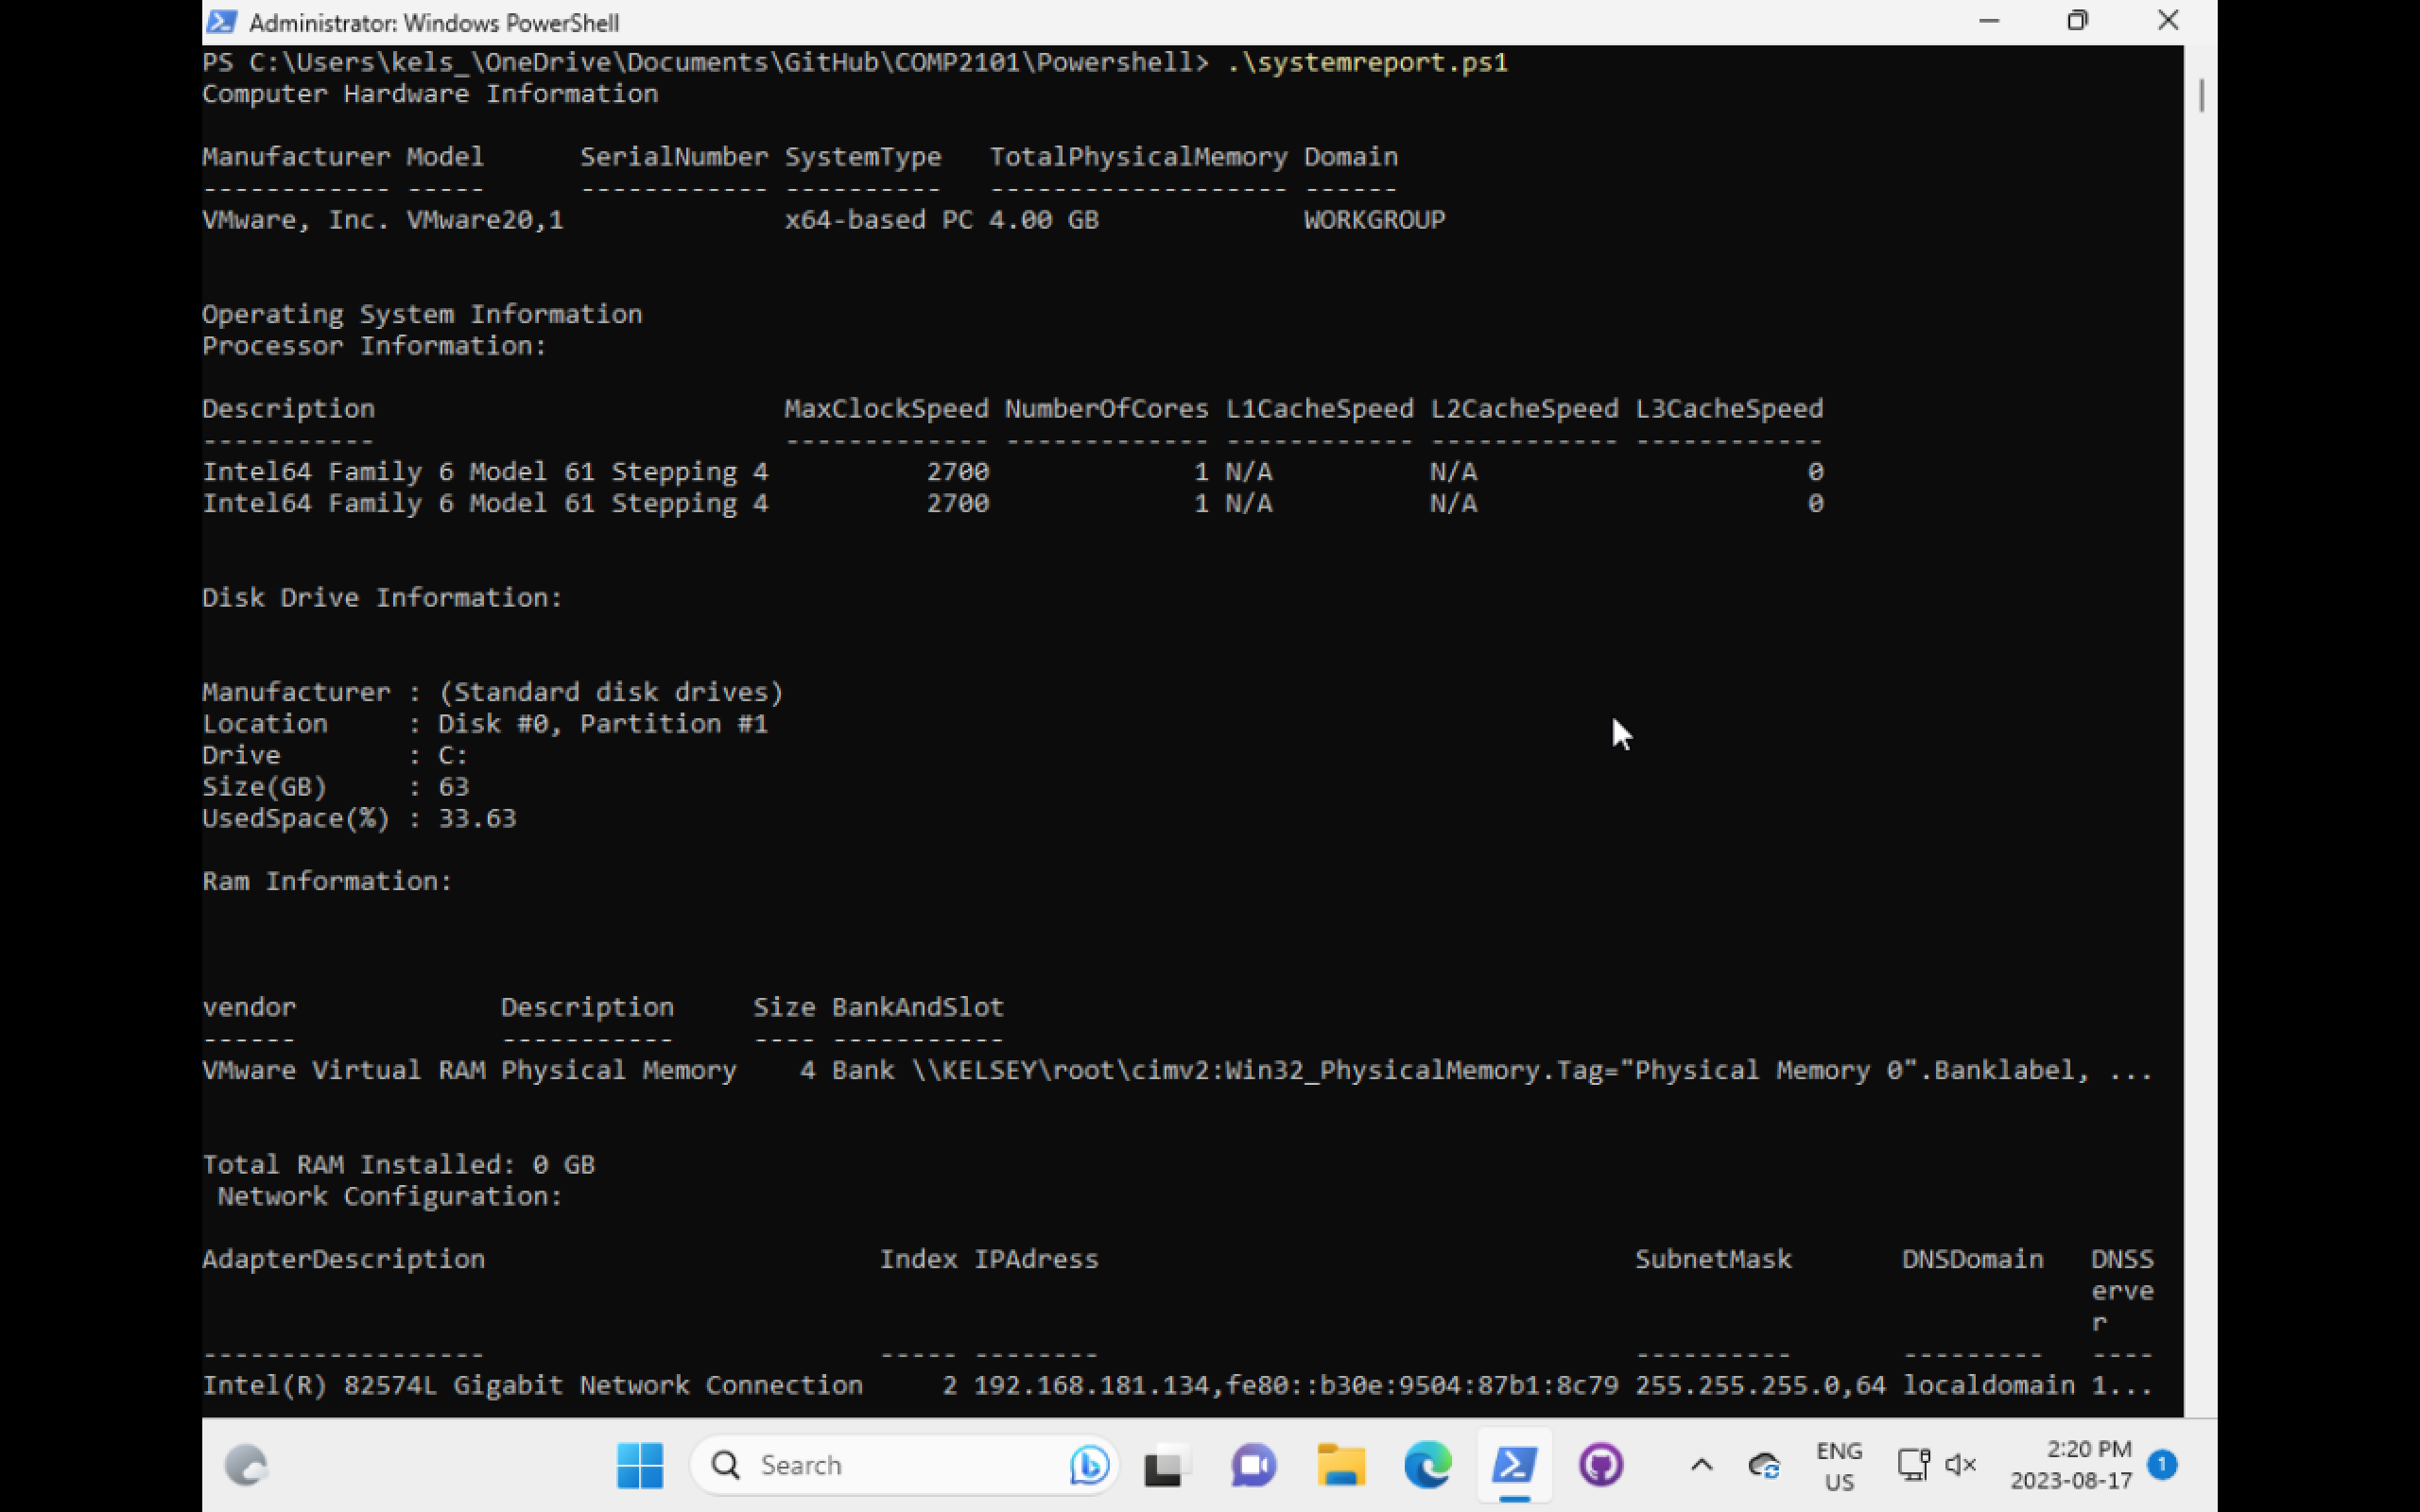 Administrator: Windows PowerShell
PS C:\Users\kels_\OneDrive\Documents\GitHub\COMP2101\Powershell> .\systemreport.ps1
Computer Hardware Information
Manufacturer Model      SerialNumber SystemType   TotalPhysicalMemory Domain
------------ -----      ------------ ----------   ------------------- ------
VMware, Inc. VMware20,1              x64-based PC 4.00 GB             WORKGROUP
Operating System Information
Processor Information:
Description                          MaxClockSpeed NumberOfCores L1CacheSpeed L2CacheSpeed L3CacheSpeed
-----------                          ------------- ------------- ------------ ------------ ------------
Intel64 Family 6 Model 61 Stepping 4          2700             1 N/A          N/A                     0
Intel64 Family 6 Model 61 Stepping 4          2700             1 N/A          N/A                     0
Disk Drive Information:
Manufacturer : (Standard disk drives)
Location     : Disk #0, Partition #1
Drive        : C:
Size(GB)     : 63
UsedSpace(%) : 33.63
Ram Information:
vendor             Description     Size BankAndSlot
------             -----------     ---- -----------
VMware Virtual RAM Physical Memory    4 Bank \\KELSEY\root\cimv2:Win32_PhysicalMemory.Tag="Physical Memory 0".Banklabel, ...
Total RAM Installed: 0 GB
 Network Configuration:
AdapterDescription                         Index IPAdress                                  SubnetMask       DNSDomain   DNSS
erve
r
------------------                         ----- --------                                  ----------       ---------   ----
Intel(R) 82574L Gigabit Network Connection     2 192.168.181.134,fe80::b30e:9504:87b1:8c79 255.255.255.0,64 localdomain 1...
Search
ENG
US
2:20 PM
2023-08-17
1